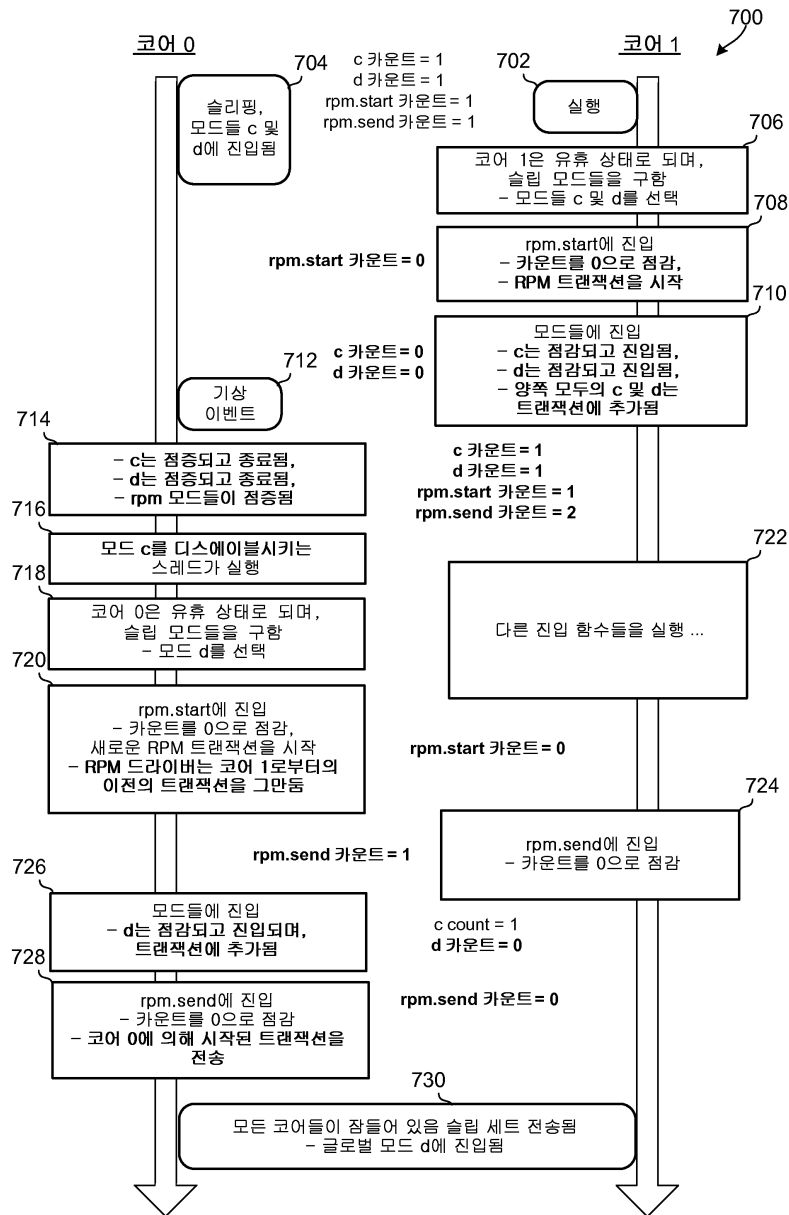 700
코어 0
코어 1
704
슬리핑,
모드들 c 및
d에 진입됨
c 카운트 = 1
d 카운트 = 1
rpm.start 카운트 = 1
rpm.send 카운트 = 1
702
실행
706
코어 1은 유휴 상태로 되며,
슬립 모드들을 구함
– 모드들 c 및 d를 선택
708
rpm.start에 진입
– 카운트를 0으로 점감,
– RPM 트랜잭션을 시작
rpm.start 카운트 = 0
710
모드들에 진입
– c는 점감되고 진입됨,
– d는 점감되고 진입됨,
– 양쪽 모두의 c 및 d는
트랜잭션에 추가됨
c 카운트 = 0
d 카운트 = 0
712
기상
이벤트
714
– c는 점증되고 종료됨,
– d는 점증되고 종료됨,
– rpm 모드들이 점증됨
c 카운트 = 1
d 카운트 = 1
rpm.start 카운트 = 1
rpm.send 카운트 = 2
716
모드 c를 디스에이블시키는
스레드가 실행
718
코어 0은 유휴 상태로 되며,
슬립 모드들을 구함
– 모드 d를 선택
722
다른 진입 함수들을 실행 ...
720
rpm.start에 진입
– 카운트를 0으로 점감,
새로운 RPM 트랜잭션을 시작
– RPM 드라이버는 코어 1로부터의
이전의 트랜잭션을 그만둠
rpm.start 카운트 = 0
724
rpm.send에 진입
– 카운트를 0으로 점감
rpm.send 카운트 = 1
726
모드들에 진입
– d는 점감되고 진입되며,
트랜잭션에 추가됨
c count = 1
d 카운트 = 0
728
rpm.send에 진입
– 카운트를 0으로 점감
– 코어 0에 의해 시작된 트랜잭션을
전송
rpm.send 카운트 = 0
730
모든 코어들이 잠들어 있음 슬립 세트 전송됨
– 글로벌 모드 d에 진입됨